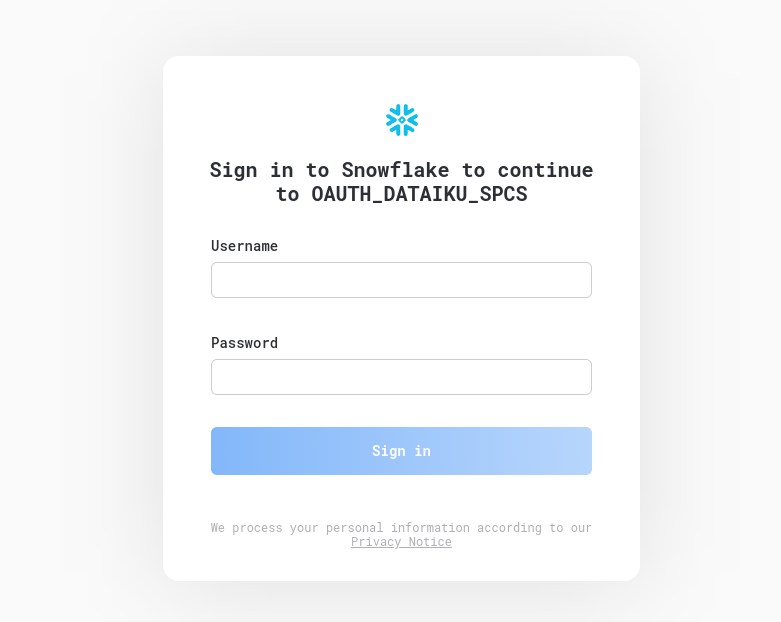 Sign in to Snowflake to continue
to OAUTH_DATAIKU_SPCS
Username
Password
Sign in
We process your personal information according to our
Privacy Notice